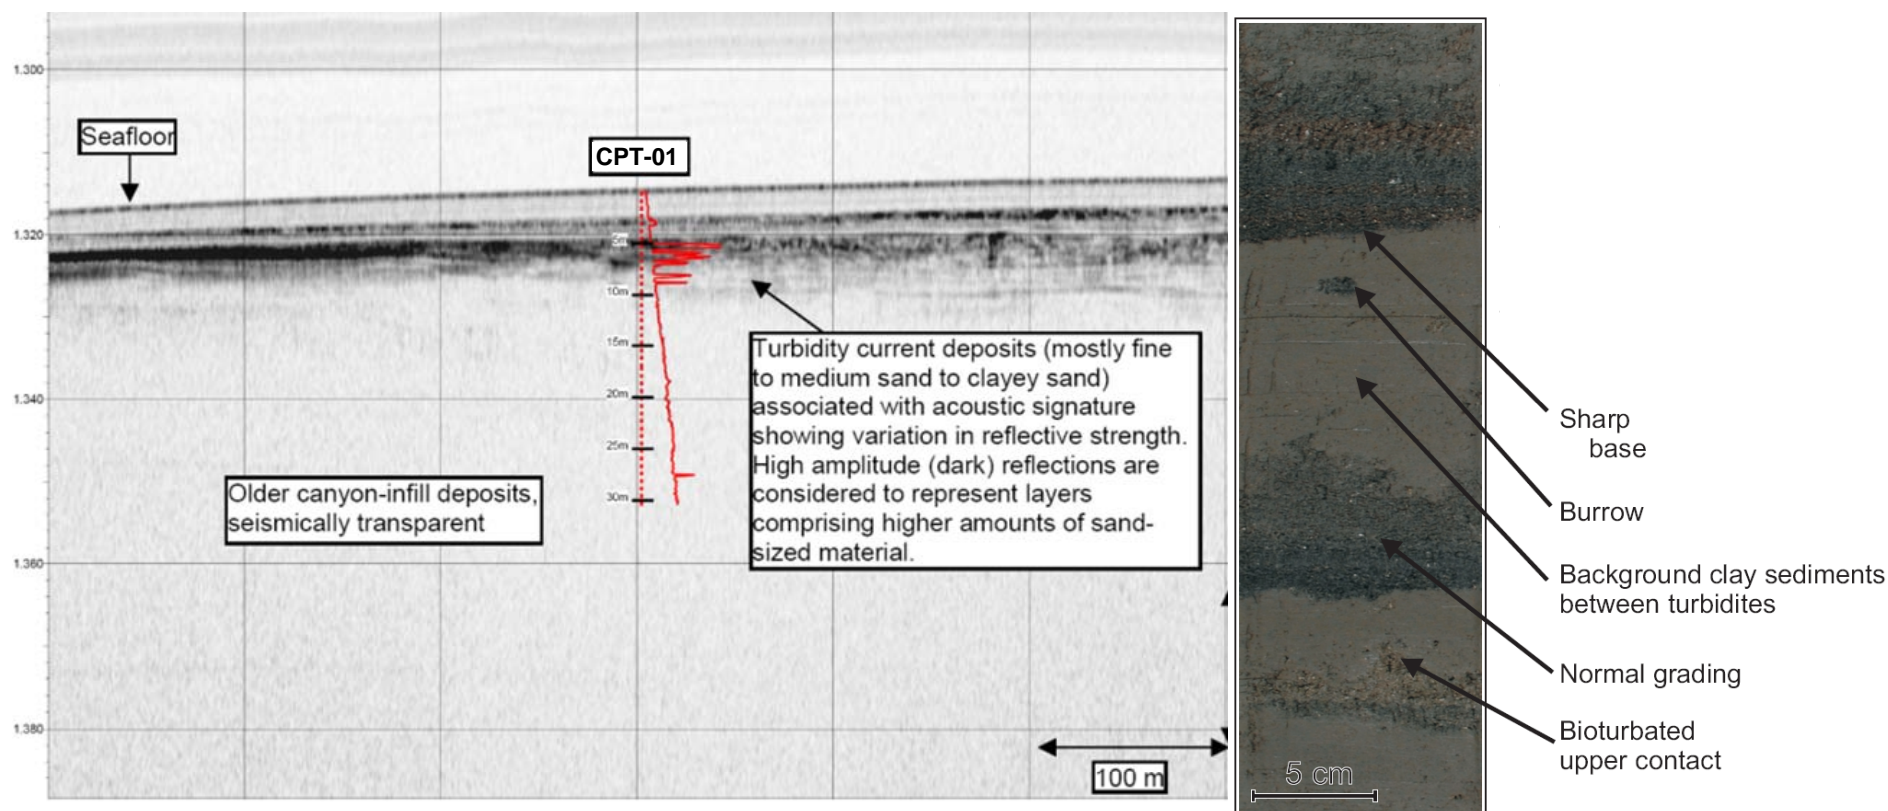 1.300
Seafloor
CPT-01
1.320
5m
10m
15m
20m
25m
30m
1.340
1.360
1.380
Turbidity current deposits (mostly fine
to medium sand to clayey sand)
associated with acoustic signature
showing variation in reflective strength.
High amplitude (dark) reflections are
considered to represent layers
comprising higher amounts of sand-
sized material.
Older canyon-infill deposits,
seismically transparent
100 m
Sharp
base
Burrow
Background clay sediments
between turbidites
Normal grading
Bioturbated
upper contact
5 cm